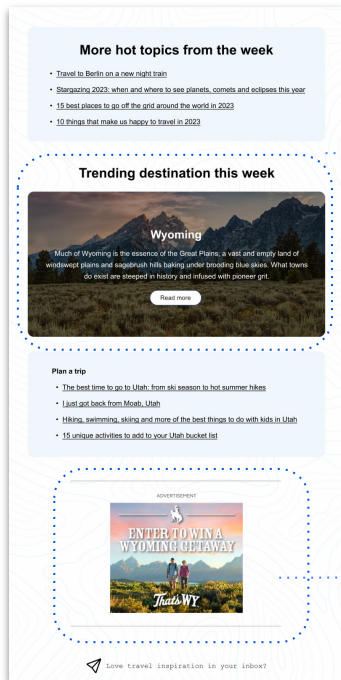 More hot topics from the week
• Travel to Berlin on a new night train
• Stargazing 2023: when and where to see planets, comets and eclipses this year
• 15 best places to go off the grid around the world in 2023
• 10 things that make us happy to travel in 2023
Trending destination this week
Wyoming
Much of Wyoming is the essence of the Great Plains; a vast and empty land of
windswept plains and sagebrush hills baking under brooding blue skies. What towns
do exist are steeped in history and infused with pioneer grit.
Read more
Plan a trip
• The best time to go to Utah: from ski season to hot summer hikes
• I just got back from Moab, Utah
• Hiking, swimming, skiing and more of the best things to do with kids in Utah
• 15 unique activities to add to your Utah bucket list
ADVERTISEMENT
ENTER TO WIN A
WYOMING GETAWAY
That's WY
Love travel inspiration in your inbox?